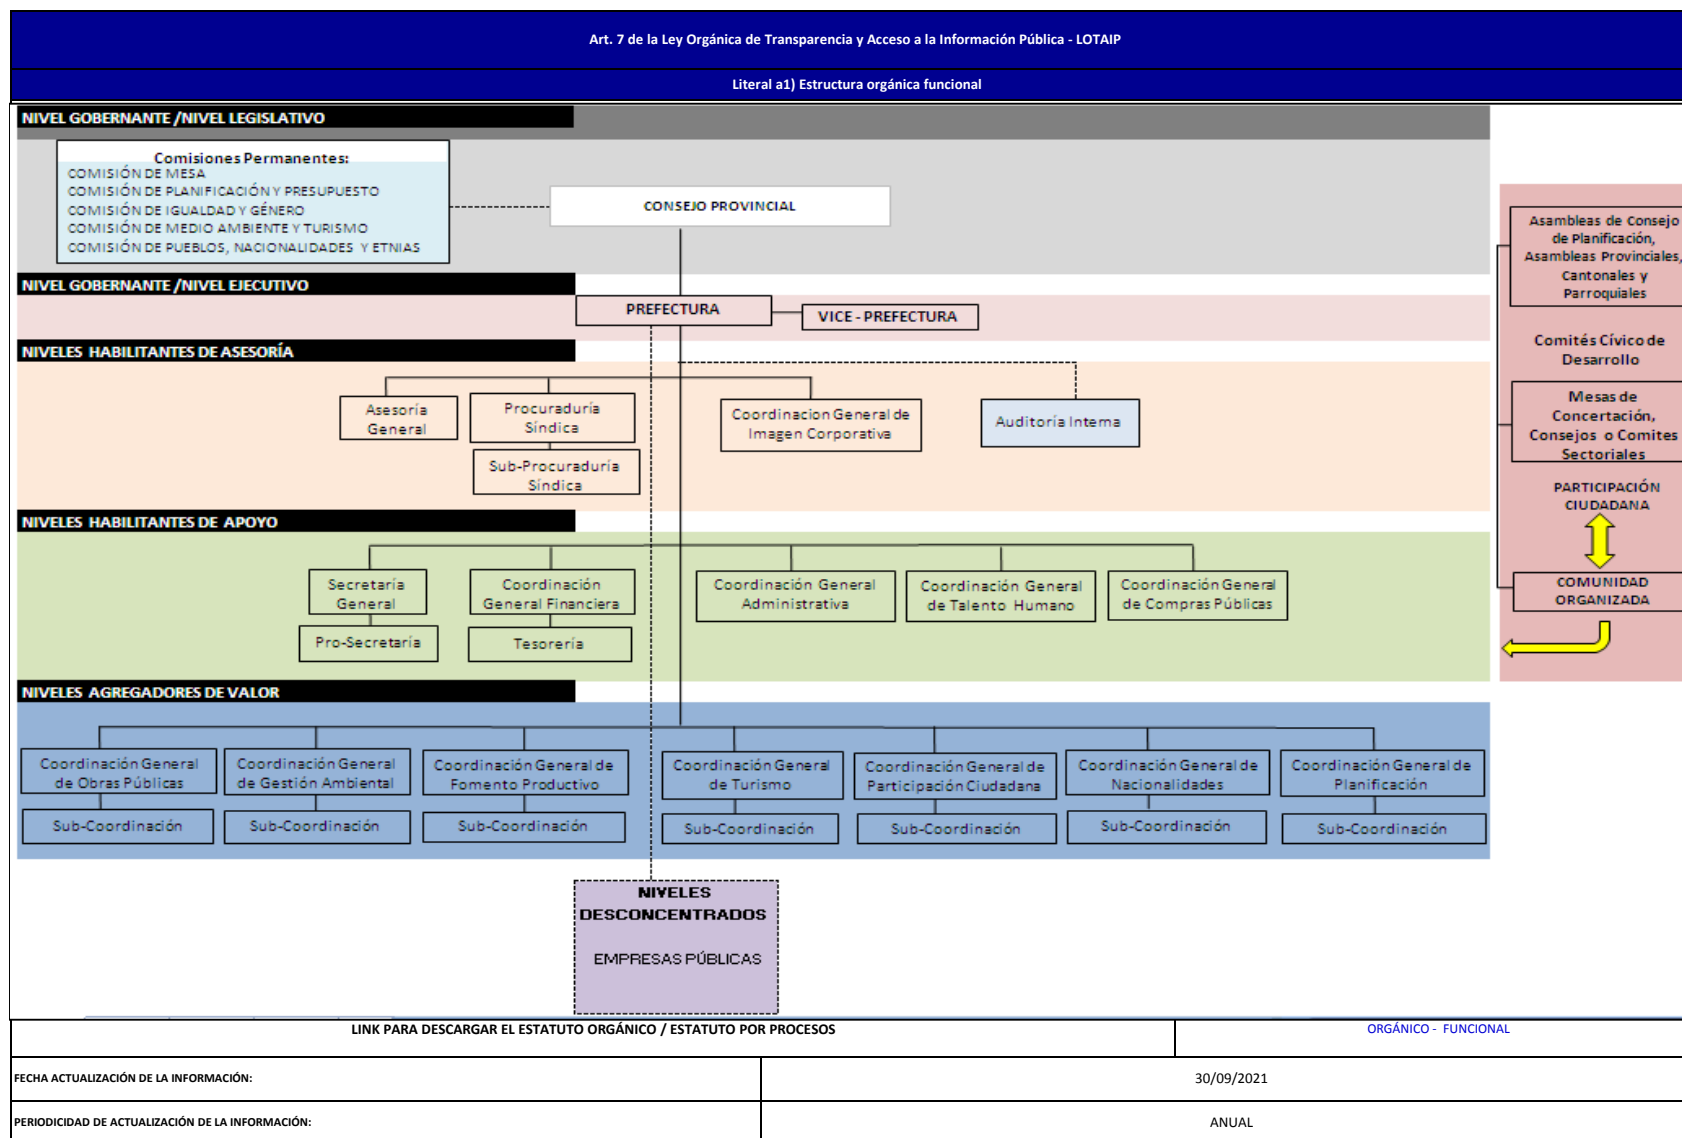 Art. 7 de la Ley Orgánica de Transparencia y Acceso a la Información Pública - LOTAIP
Literal a1) Estructura orgánica funcional
NIVEL GOBERNANTE /NIVEL LEGISLATIVO
Comisiones Permanentes:
COMISIÓN DE MESA
COMISIÓN DE PLANIFICACIÓN Y PRESUPUESTO
COMISIÓN DE IGUALDAD Y GÉNERO
COMISIÓN DE MEDIO AMBIENTE Y TURISMO
COMISIÓN DE PUEBLOS, NACIONALIDADES Y ETNIAS
CONSEJO PROVINCIAL
NIVEL GOBERNANTE /NIVEL EJECUTIVO
PREFECTURA
VICE - PREFECTURA
NIVELES HABILITANTES DE ASESORÍA
Asesoría
General
Procuraduría
Síndica
Sub-Procuraduría
Síndica
Coordinacion General de
Imagen Corporativa
Auditoría Interna
NIVELES HABILITANTES DE APOYO
Secretaría
General
Pro-Secretaría
Coordinación
General Financiera
Tesorería
Coordinación General
Administrativa
Coordinación General
de Talento Humano
Coordinación General
de Compras Públicas
NIVELES AGREGADORES DE VALOR
Coordinación General
de Obras Públicas
Sub-Coordinación
Coordinación General
de Gestión Ambiental
Sub-Coordinación
Coordinación General de
Fomento Productivo
Sub-Coordinación
Coordinación General
de Turismo
Sub-Coordinación
Coordinación General de
Participación Ciudadana
Sub-Coordinación
Coordinación General de
Nacionalidades
Sub-Coordinación
Coordinación General de
Planificación
Sub-Coordinación
NIVELES
DESCONCENTRADOS
EMPRESAS PÚBLICAS
Asambleas de Consejo
de Planificación,
Asambleas Provinciales,
Cantonales y
Parroquiales
Comités Cívico de
Desarrollo
Mesas de
Concertación,
Consejos o Comites
Sectoriales
PARTICIPACIÓN
CIUDADANA
COMUNIDAD
ORGANIZADA
LINK PARA DESCARGAR EL ESTATUTO ORGÁNICO / ESTATUTO POR PROCESOS
ORGÁNICO - FUNCIONAL
FECHA ACTUALIZACIÓN DE LA INFORMACIÓN:
30/09/2021
PERIODICIDAD DE ACTUALIZACIÓN DE LA INFORMACIÓN:
ANUAL